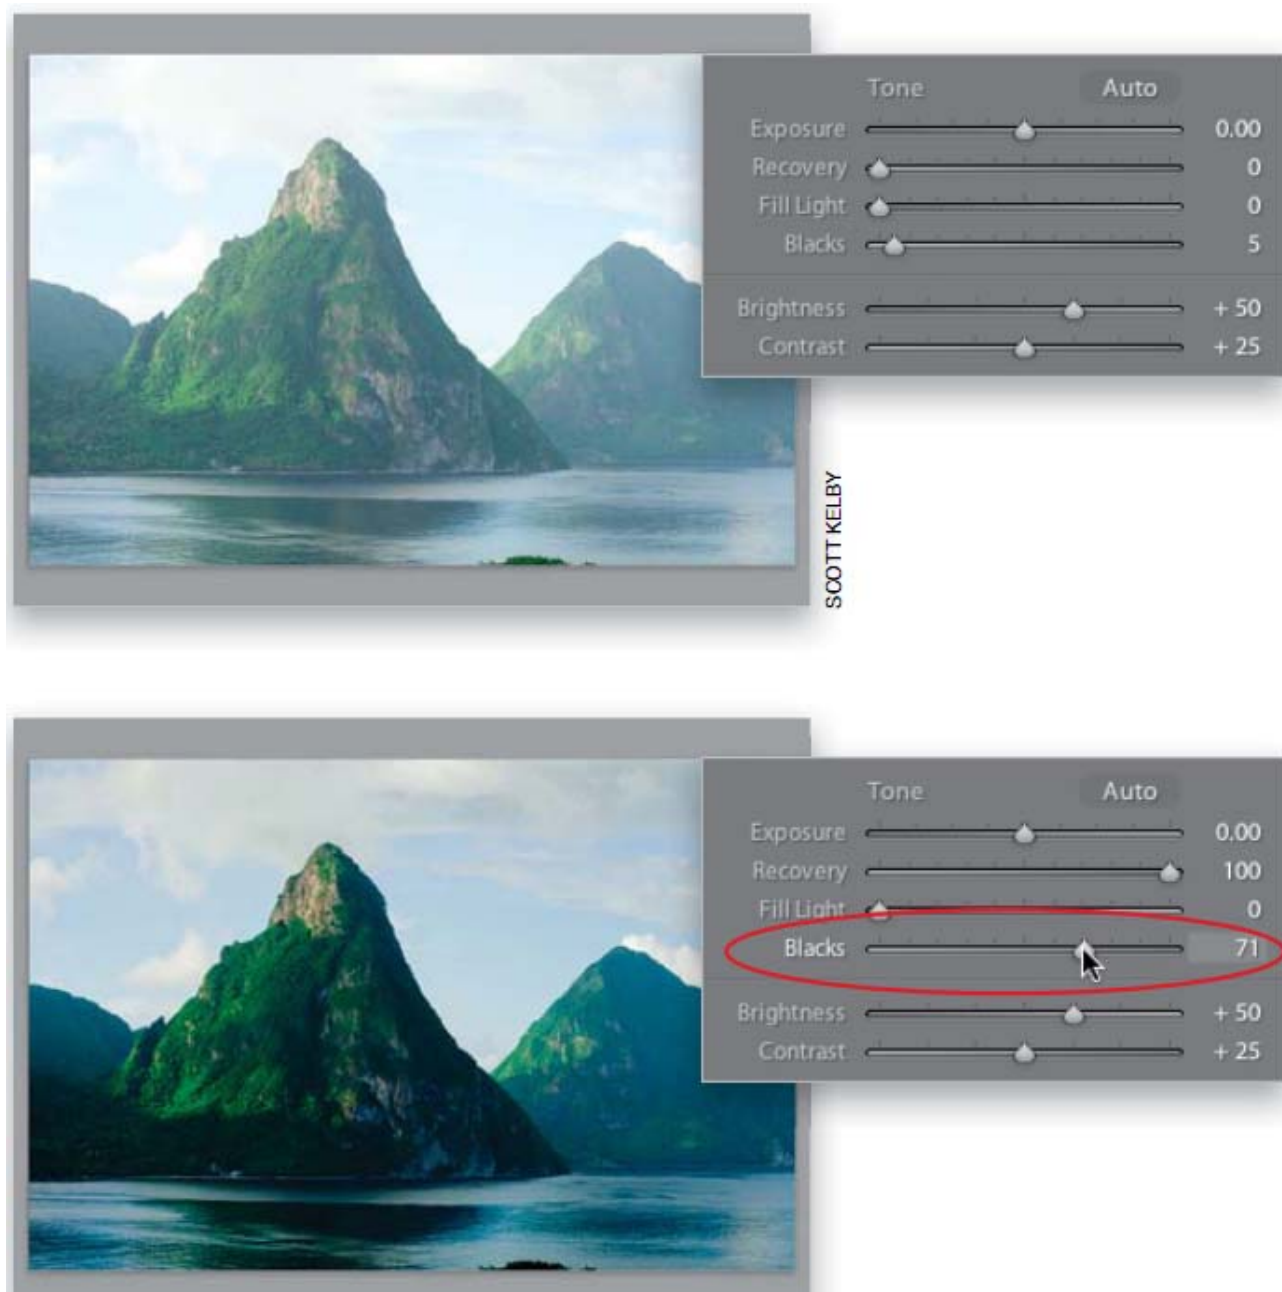 Tone Auto
Exposure 0.00
Recovery 0
Fill Light 0
Blacks 5
Brightness + 50
Contrast + 25
SCOTT KELBY
Tone Auto
Exposure 0.00
Recovery 100
Fill Light 0
Blacks 71
Brightness + 50
Contrast + 25